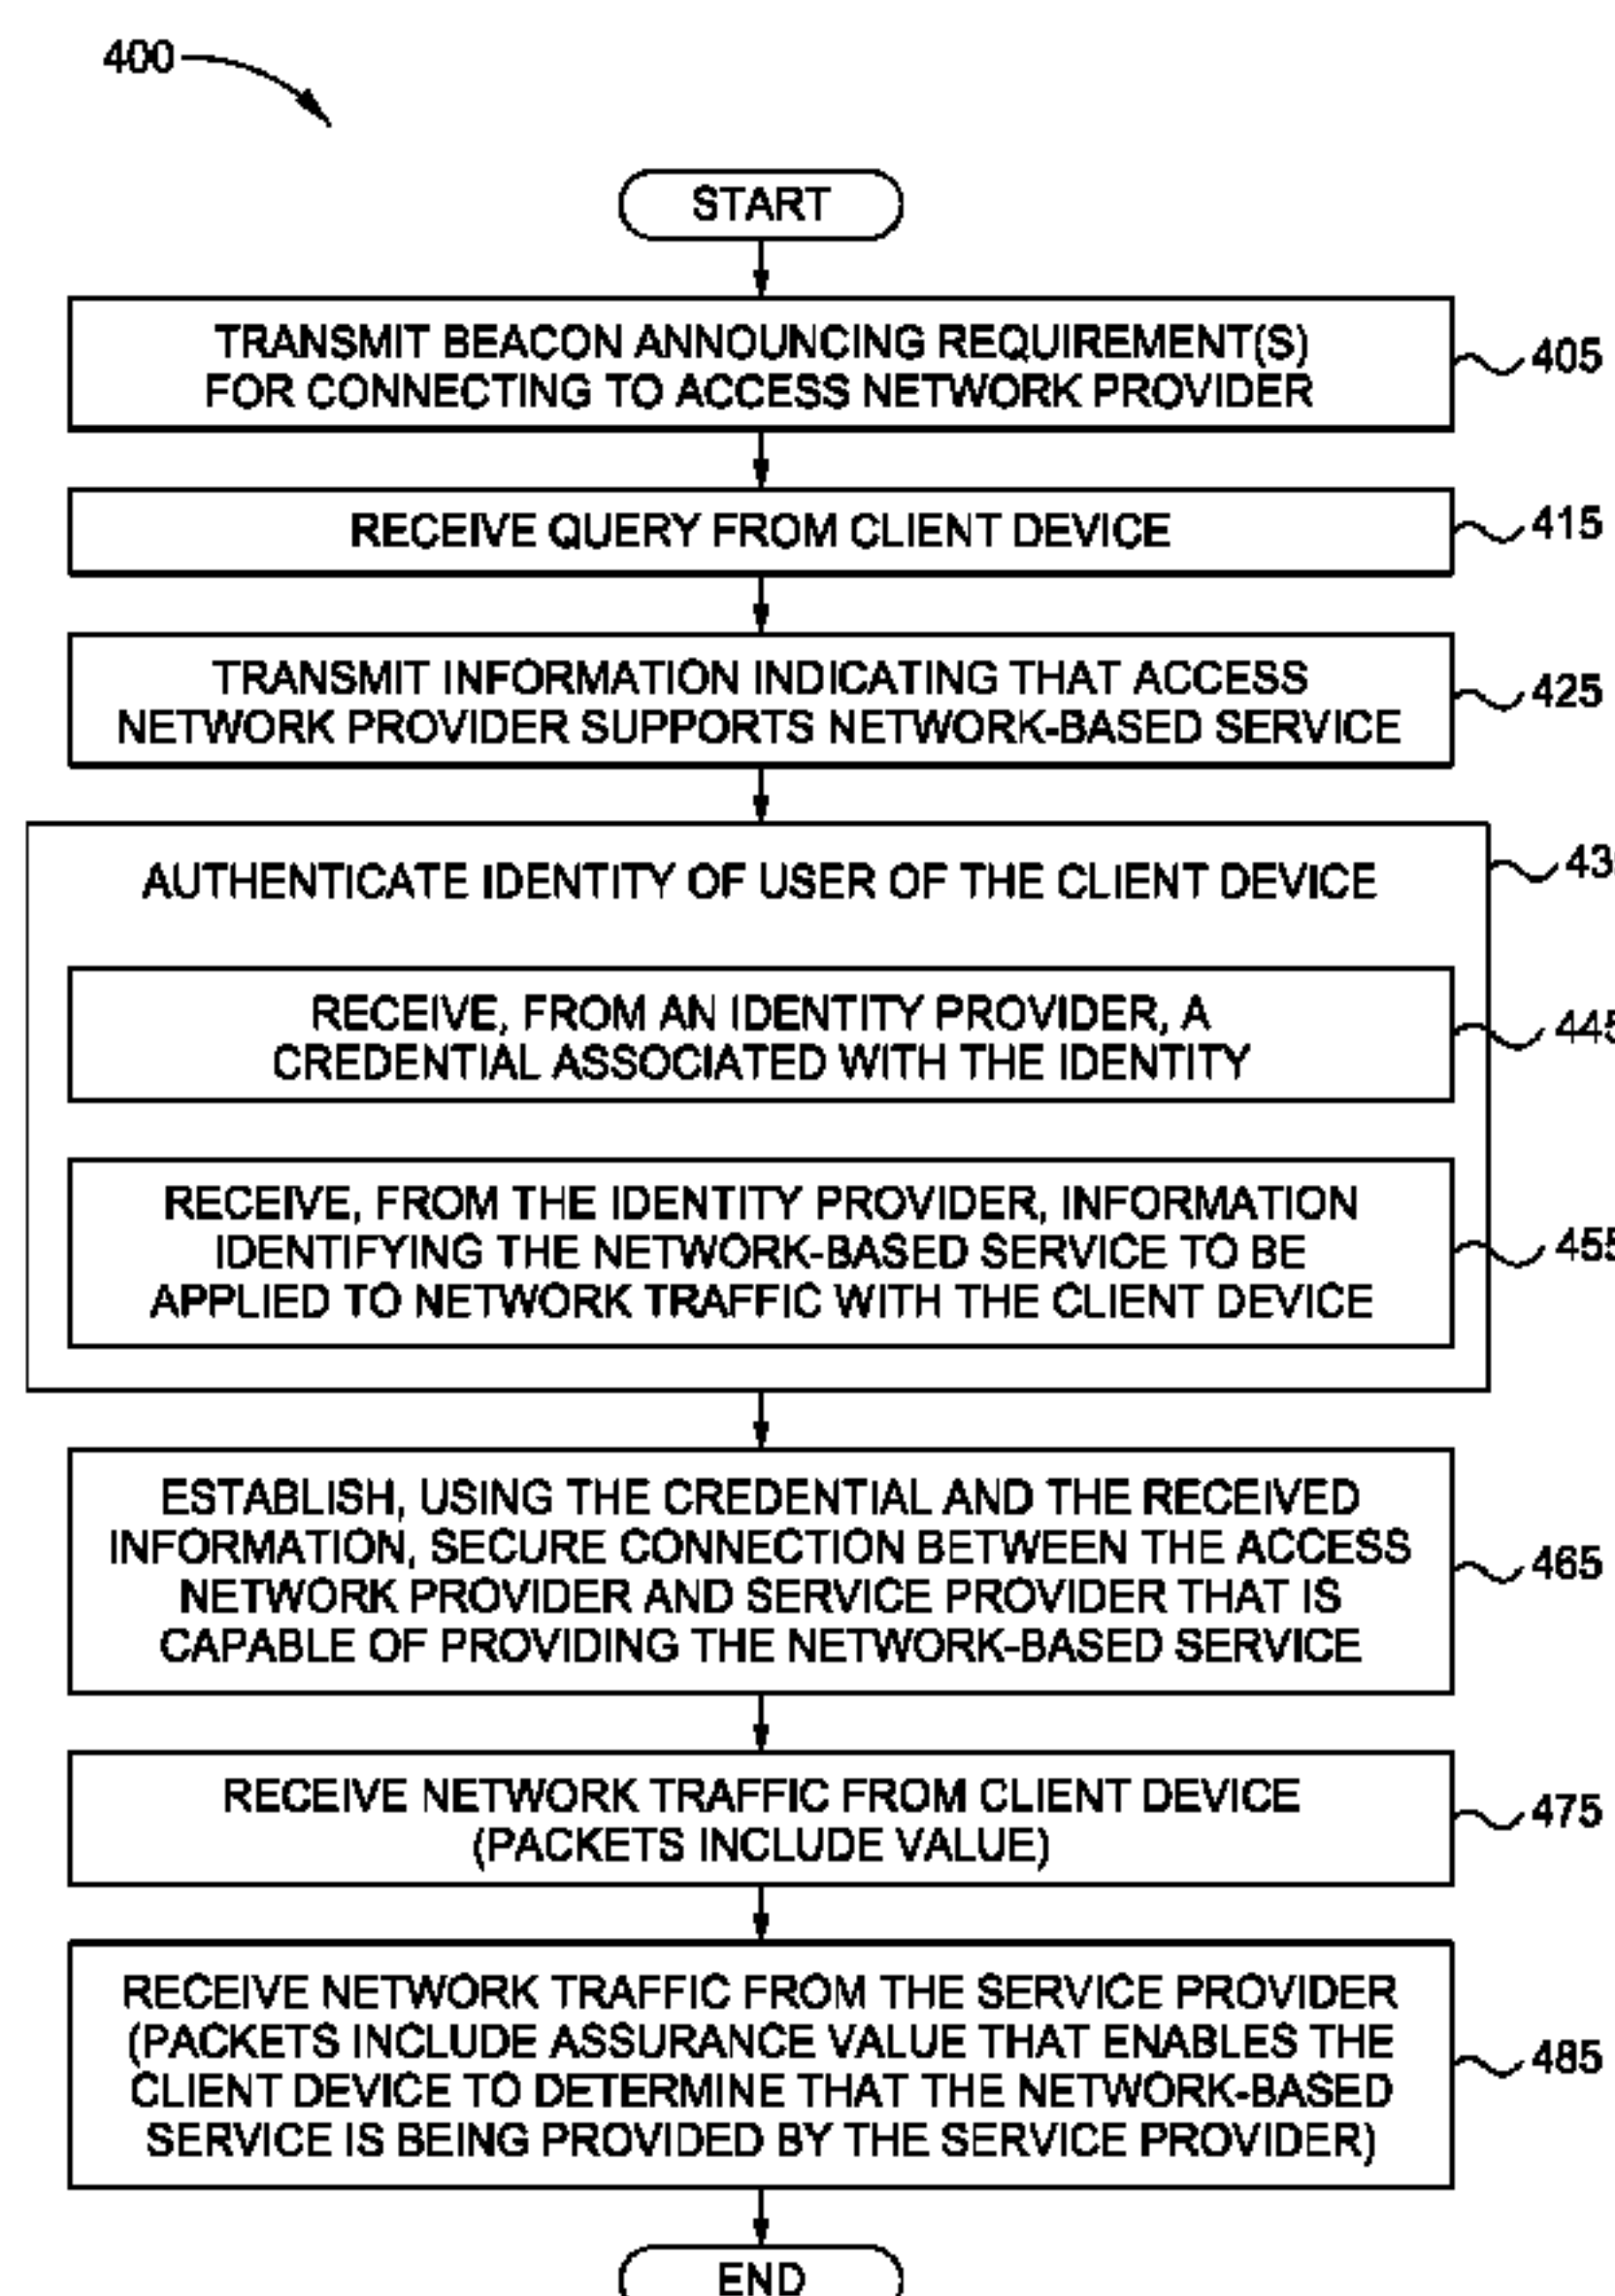 400
START
TRANSMIT BEACON ANNOUNCING REQUIREMENT(S)
FOR CONNECTING TO ACCESS NETWORK PROVIDER
405
RECEIVE QUERY FROM CLIENT DEVICE
415
TRANSMIT INFORMATION INDICATING THAT ACCESS
NETWORK PROVIDER SUPPORTS NETWORK-BASED SERVICE
425
AUTHENTICATE IDENTITY OF USER OF THE CLIENT DEVICE
RECEIVE, FROM AN IDENTITY PROVIDER, A
CREDENTIAL ASSOCIATED WITH THE IDENTITY
445
RECEIVE, FROM THE IDENTITY PROVIDER, INFORMATION
IDENTIFYING THE NETWORK-BASED SERVICE TO BE
APPLIED TO NETWORK TRAFFIC WITH THE CLIENT DEVICE
455
ESTABLISH, USING THE CREDENTIAL AND THE RECEIVED
INFORMATION, SECURE CONNECTION BETWEEN THE ACCESS
NETWORK PROVIDER AND SERVICE PROVIDER THAT IS
CAPABLE OF PROVIDING THE NETWORK-BASED SERVICE
465
RECEIVE NETWORK TRAFFIC FROM CLIENT DEVICE
(PACKETS INCLUDE VALUE)
475
RECEIVE NETWORK TRAFFIC FROM THE SERVICE PROVIDER
(PACKETS INCLUDE ASSURANCE VALUE THAT ENABLES THE
CLIENT DEVICE TO DETERMINE THAT THE NETWORK-BASED
SERVICE IS BEING PROVIDED BY THE SERVICE PROVIDER)
485
END